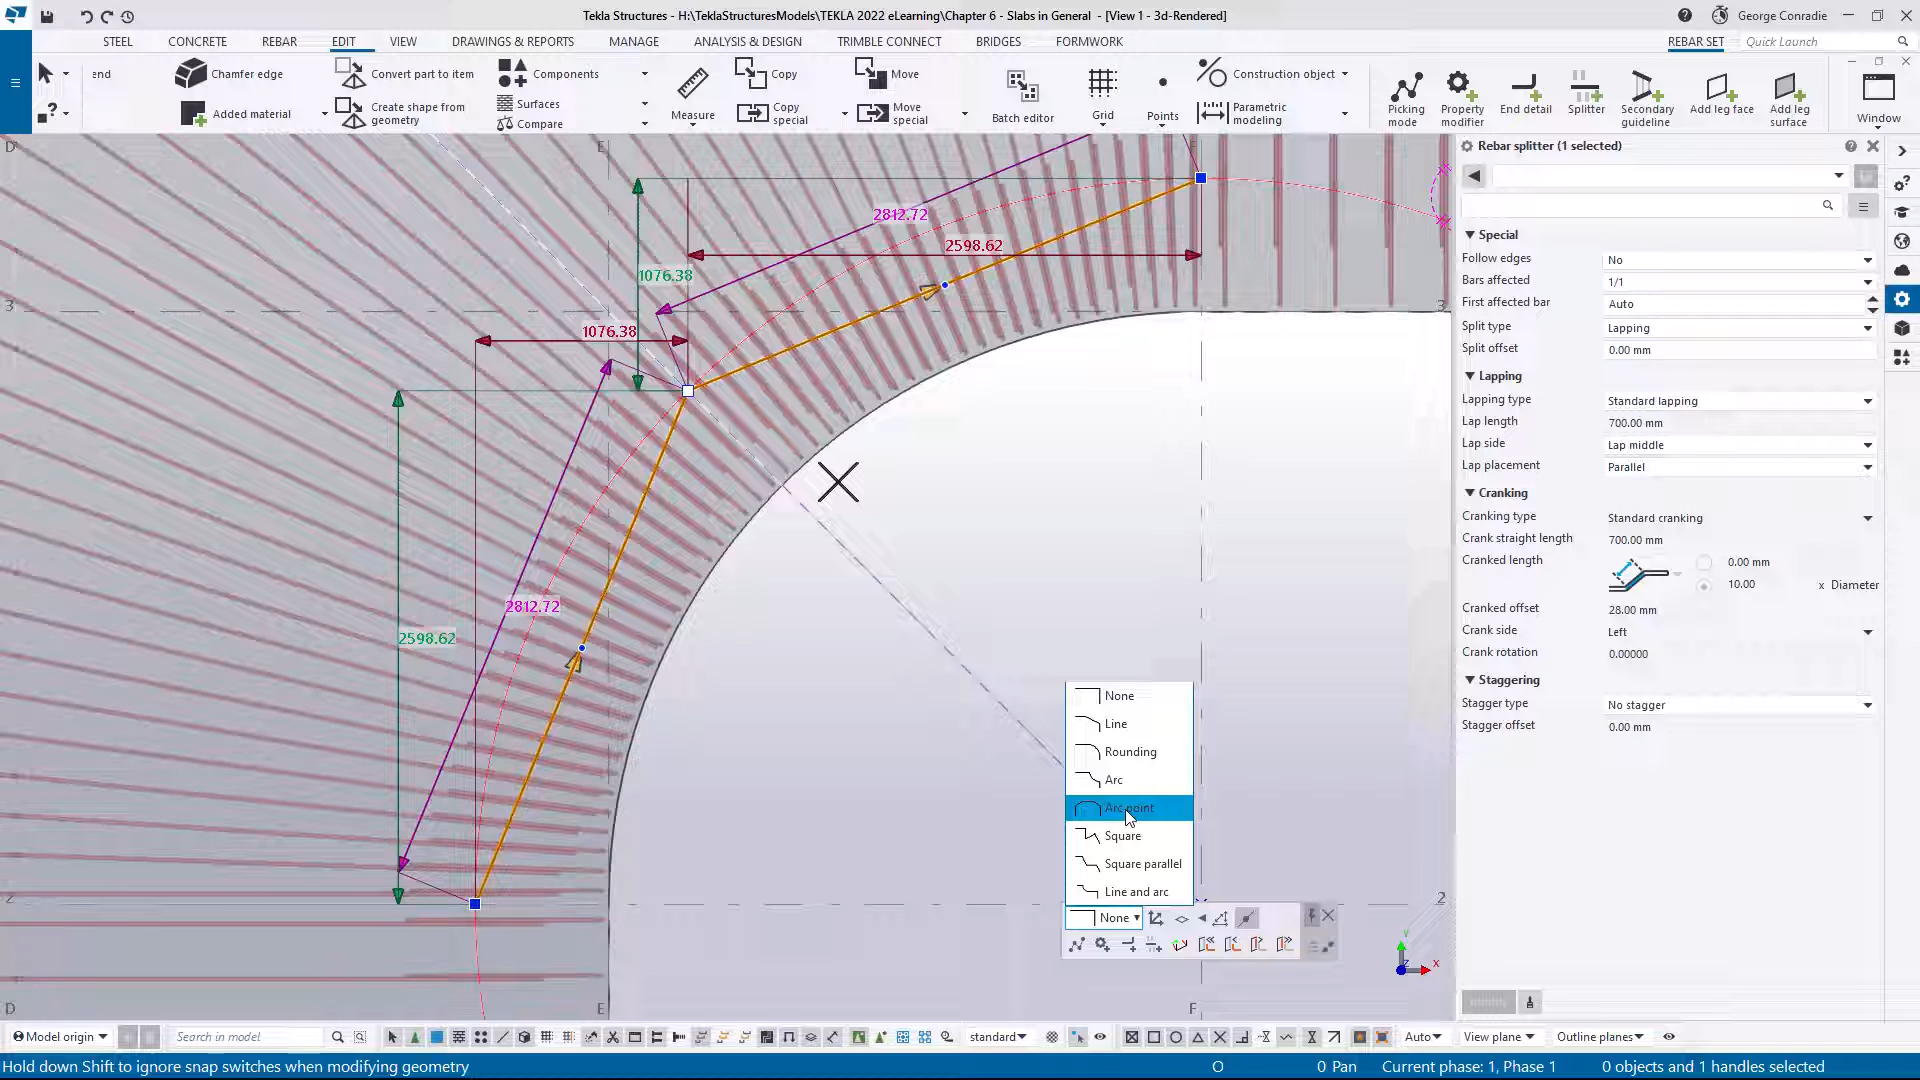 Tekla Structures - H:\TeklaStructuresModels\TEKLA 2022 eLearning\Chapter 6 - Slabs in General - [View 1 - 3d-Rendered]
George Conradie
STEEL CONCRETE REBAR EDIT VIEW DRAWINGS & REPORTS MANAGE ANALYSIS & DESIGN TRIMBLE CONNECT BRIDGES FORMWORK
REBAR SET Quick Launch
end
Chamfer edge
Added material
Convert part to item
Create shape from geometry
Components
Surfaces
Compare
Measure
Copy
Copy special
Move
Move special
Batch editor
Grid
Points
Construction object
Parametric modeling
Picking mode
Property modifier
End detail
Splitter
Secondary guideline
Add leg face
Add leg surface
Window
Rebar splitter (1 selected)
Special
Follow edges No
Bars affected 1/1
First affected bar Auto
Split type Lapping
Split offset 0.00 mm
Lapping
Lapping type Standard lapping
Lap length 700.00 mm
Lap side Lap middle
Lap placement Parallel
Cranking
Cranking type Standard cranking
Crank straight length 700.00 mm
Cranked length 0.00 mm
10.00 x Diameter
Cranked offset 28.00 mm
Crank side Left
Crank rotation 0.00000
Staggering
Stagger type No stagger
Stagger offset 0.00 mm
D E
2812.72
2598.62
1076.38
3 3
1076.38
2812.72
2598.62
2 2
D E F
None
Line
Rounding
Arc
Arc point
Square
Square parallel
Line and arc
None
Y
Z X
Model origin Search in model standard Auto View plane Outline planes
Hold down Shift to ignore snap switches when modifying geometry O 0 Pan Current phase: 1, Phase 1 0 objects and 1 handles selected